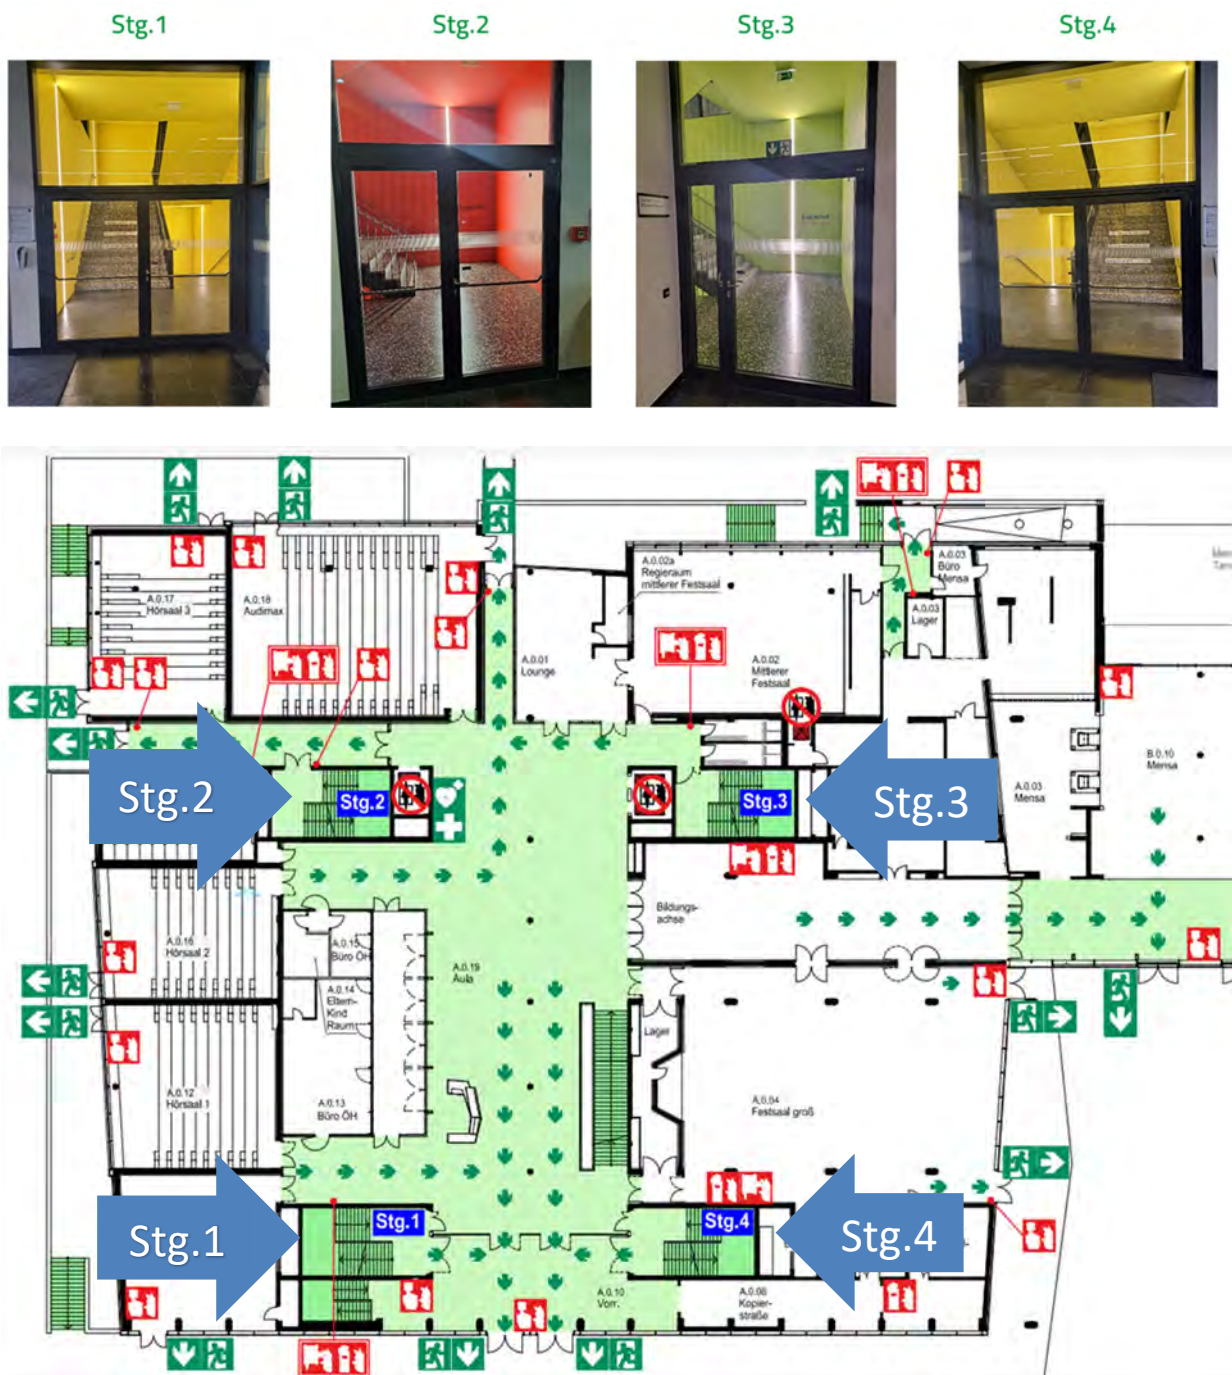 Stg.1
Stg.2
Stg.3
Stg.4
A.0.17
Hörsaal 3
A.0.18
Audimax
A.0.01
Lounge
A.0.02a
Regieraum
mittlerer Festsaal
A.0.02
Mittlerer
Festsaal
A.0.03
Büro
Mensa
A.0.03
Lager
A.0.03
Mensa
B.0.10
Mensa
Stg.2
Stg.2
Stg.3
Stg.3
Bildungs-
achse
A.0.16
Hörsaal 2
A.0.15
Büro ÖH
A.0.14
Eltern-
Kind
Raum
A.0.19
Aula
Lager
A.0.12
Hörsaal 1
A.0.13
Büro ÖH
A.0.04
Festsaal groß
Stg.1
Stg.1
Stg.4
Stg.4
A.0.10
Vorr.
A.0.08
Kopier-
straße